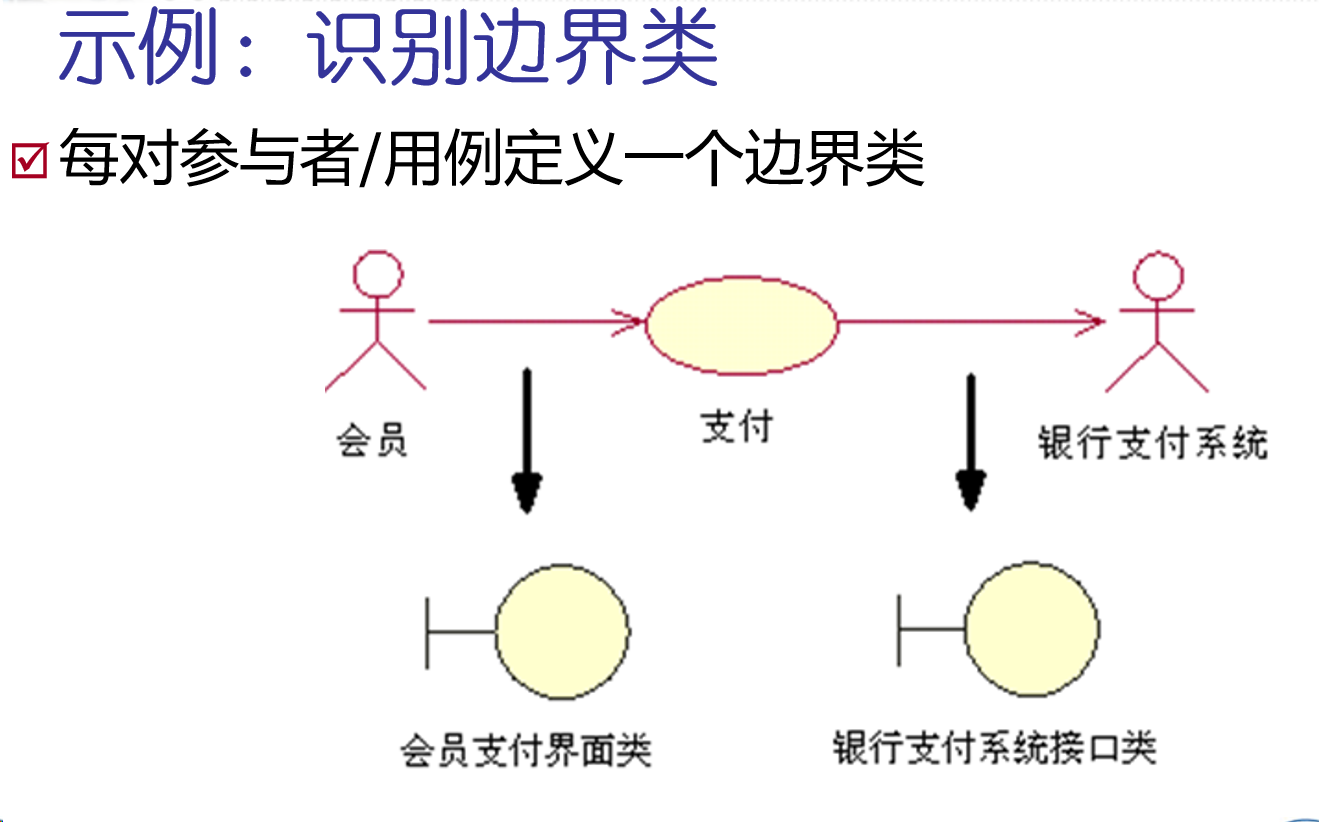 示例：识别边界类
每对参与者/用例定义一个边界类
会员
支付
银行支付系统
会员支付界面类
银行支付系统接口类